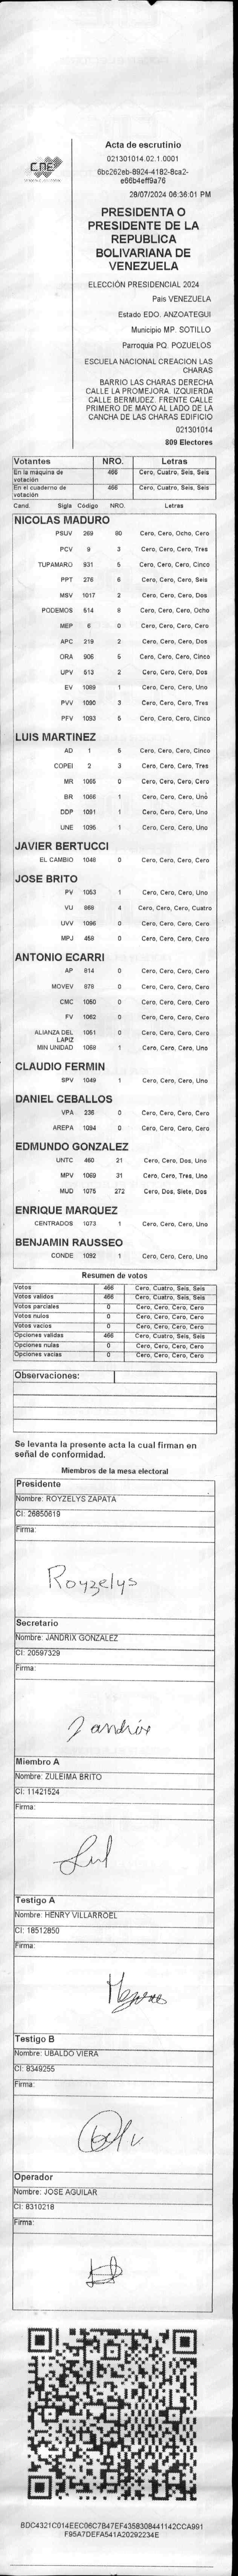 CNE
Acta de escrutinio
021301014.02.1.0001
6bc262eb-8924-4182-8ca2-
e66b4eff9a76
28/07/2024 06:36:01 PM
PRESIDENTA O
PRESIDENTE DE LA
REPUBLICA
BOLIVARIANA DE
VENEZUELA
ELECCIÓN PRESIDENCIAL 2024
País VENEZUELA
Estado EDO. ANZOATEGUI
Municipio MP. SOTILLO
Parroquia PQ. POZUELOS
ESCUELA NACIONAL CREACION LAS
CHARAS
BARRIO LAS CHARAS DERECHA
CALLE LA PROMEJORA. IZQUIERDA
CALLE BERMUDEZ. FRENTE CALLE
PRIMERO DE MAYO AL LADO DE LA
CANCHA DE LAS CHARAS EDIFICIO
021301014
809 Electores
Votantes NRO. Letras
En la máquina de votación 466 Cero, Cuatro, Seis, Seis
En el cuaderno de votación 466 Cero, Cuatro, Seis, Seis
Cand. Sigla Código NRO. Letras
NICOLAS MADURO
PSUV 269 80 Cero, Cero, Ocho, Cero
PCV 9 3 Cero, Cero, Cero, Tres
TUPAMARO 931 5 Cero, Cero, Cero, Cinco
PPT 276 6 Cero, Cero, Cero, Seis
MSV 1017 2 Cero, Cero, Cero, Dos
PODEMOS 514 8 Cero, Cero, Cero, Ocho
MEP 6 0 Cero, Cero, Cero, Cero
APC 219 2 Cero, Cero, Cero, Dos
ORA 906 5 Cero, Cero, Cero, Cinco
UPV 513 2 Cero, Cero, Cero, Dos
EV 1089 1 Cero, Cero, Cero, Uno
PVV 1090 3 Cero, Cero, Cero, Tres
PFV 1093 5 Cero, Cero, Cero, Cinco
LUIS MARTINEZ
AD 1 5 Cero, Cero, Cero, Cinco
COPEI 2 3 Cero, Cero, Cero, Tres
MR 1065 0 Cero, Cero, Cero, Cero
BR 1066 1 Cero, Cero, Cero, Uno
DDP 1091 1 Cero, Cero, Cero, Uno
UNE 1095 1 Cero, Cero, Cero, Uno
JAVIER BERTUCCI
EL CAMBIO 1048 0 Cero, Cero, Cero, Cero
JOSE BRITO
PV 1053 1 Cero, Cero, Cero, Uno
VU 868 4 Cero, Cero, Cero, Cuatro
UVV 1096 0 Cero, Cero, Cero, Cero
MPJ 458 0 Cero, Cero, Cero, Cero
ANTONIO ECARRI
AP 814 0 Cero, Cero, Cero, Cero
MOVEV 878 0 Cero, Cero, Cero, Cero
CMC 1050 0 Cero, Cero, Cero, Cero
FV 1062 0 Cero, Cero, Cero, Cero
ALIANZA DEL LAPIZ 1051 0 Cero, Cero, Cero, Cero
MIN UNIDAD 1058 1 Cero, Cero, Cero, Uno
CLAUDIO FERMIN
SPV 1049 1 Cero, Cero, Cero, Uno
DANIEL CEBALLOS
VPA 236 0 Cero, Cero, Cero, Cero
AREPA 1094 0 Cero, Cero, Cero, Cero
EDMUNDO GONZALEZ
UNTC 460 21 Cero, Cero, Dos, Uno
MPV 1069 31 Cero, Cero, Tres, Uno
MUD 1075 272 Cero, Dos, Siete, Dos
ENRIQUE MARQUEZ
CENTRADOS 1073 1 Cero, Cero, Cero, Uno
BENJAMIN RAUSSEO
CONDE 1092 1 Cero, Cero, Cero, Uno
Resumen de votos
Votos 466 Cero, Cuatro, Seis, Seis
Votos validos 466 Cero, Cuatro, Seis, Seis
Votos parciales 0 Cero, Cero, Cero, Cero
Votos nulos 0 Cero, Cero, Cero, Cero
Votos vacios 0 Cero, Cero, Cero, Cero
Opciones validas 466 Cero, Cuatro, Seis, Seis
Opciones nulas 0 Cero, Cero, Cero, Cero
Opciones vacias 0 Cero, Cero, Cero, Cero
Observaciones:
Se levanta la presente acta la cual firman en
señal de conformidad.
Miembros de la mesa electoral
Presidente
Nombre: ROYZELYS ZAPATA
CI: 26850619
Firma:
Royzelys
Secretario
Nombre: JANDRIX GONZALEZ
CI: 20597329
Firma:
Jandrix
Miembro A
Nombre: ZULEIMA BRITO
CI: 11421524
Firma:
Testigo A
Nombre: HENRY VILLARROEL
CI: 18512850
Firma:
Testigo B
Nombre: UBALDO VIERA
CI: 8349255
Firma:
Operador
Nombre: JOSE AGUILAR
CI: 8310218
Firma:
BDC4321C014EEC06C7B47EF4358308441142CCA991
F95A7DEFA541A20292234E